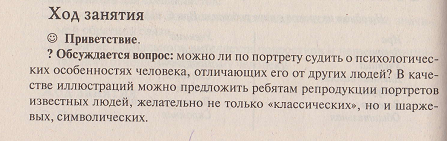 Ход занятия
☺ Приветствие.
? Обсуждается вопрос: можно ли по портрету судить о психологичес-
ких особенностях человека, отличающих его от других людей? В каче-
стве иллюстраций можно предложить ребятам репродукции портретов
известных людей, желательно не только «классических», но и шарже-
вых, символических.